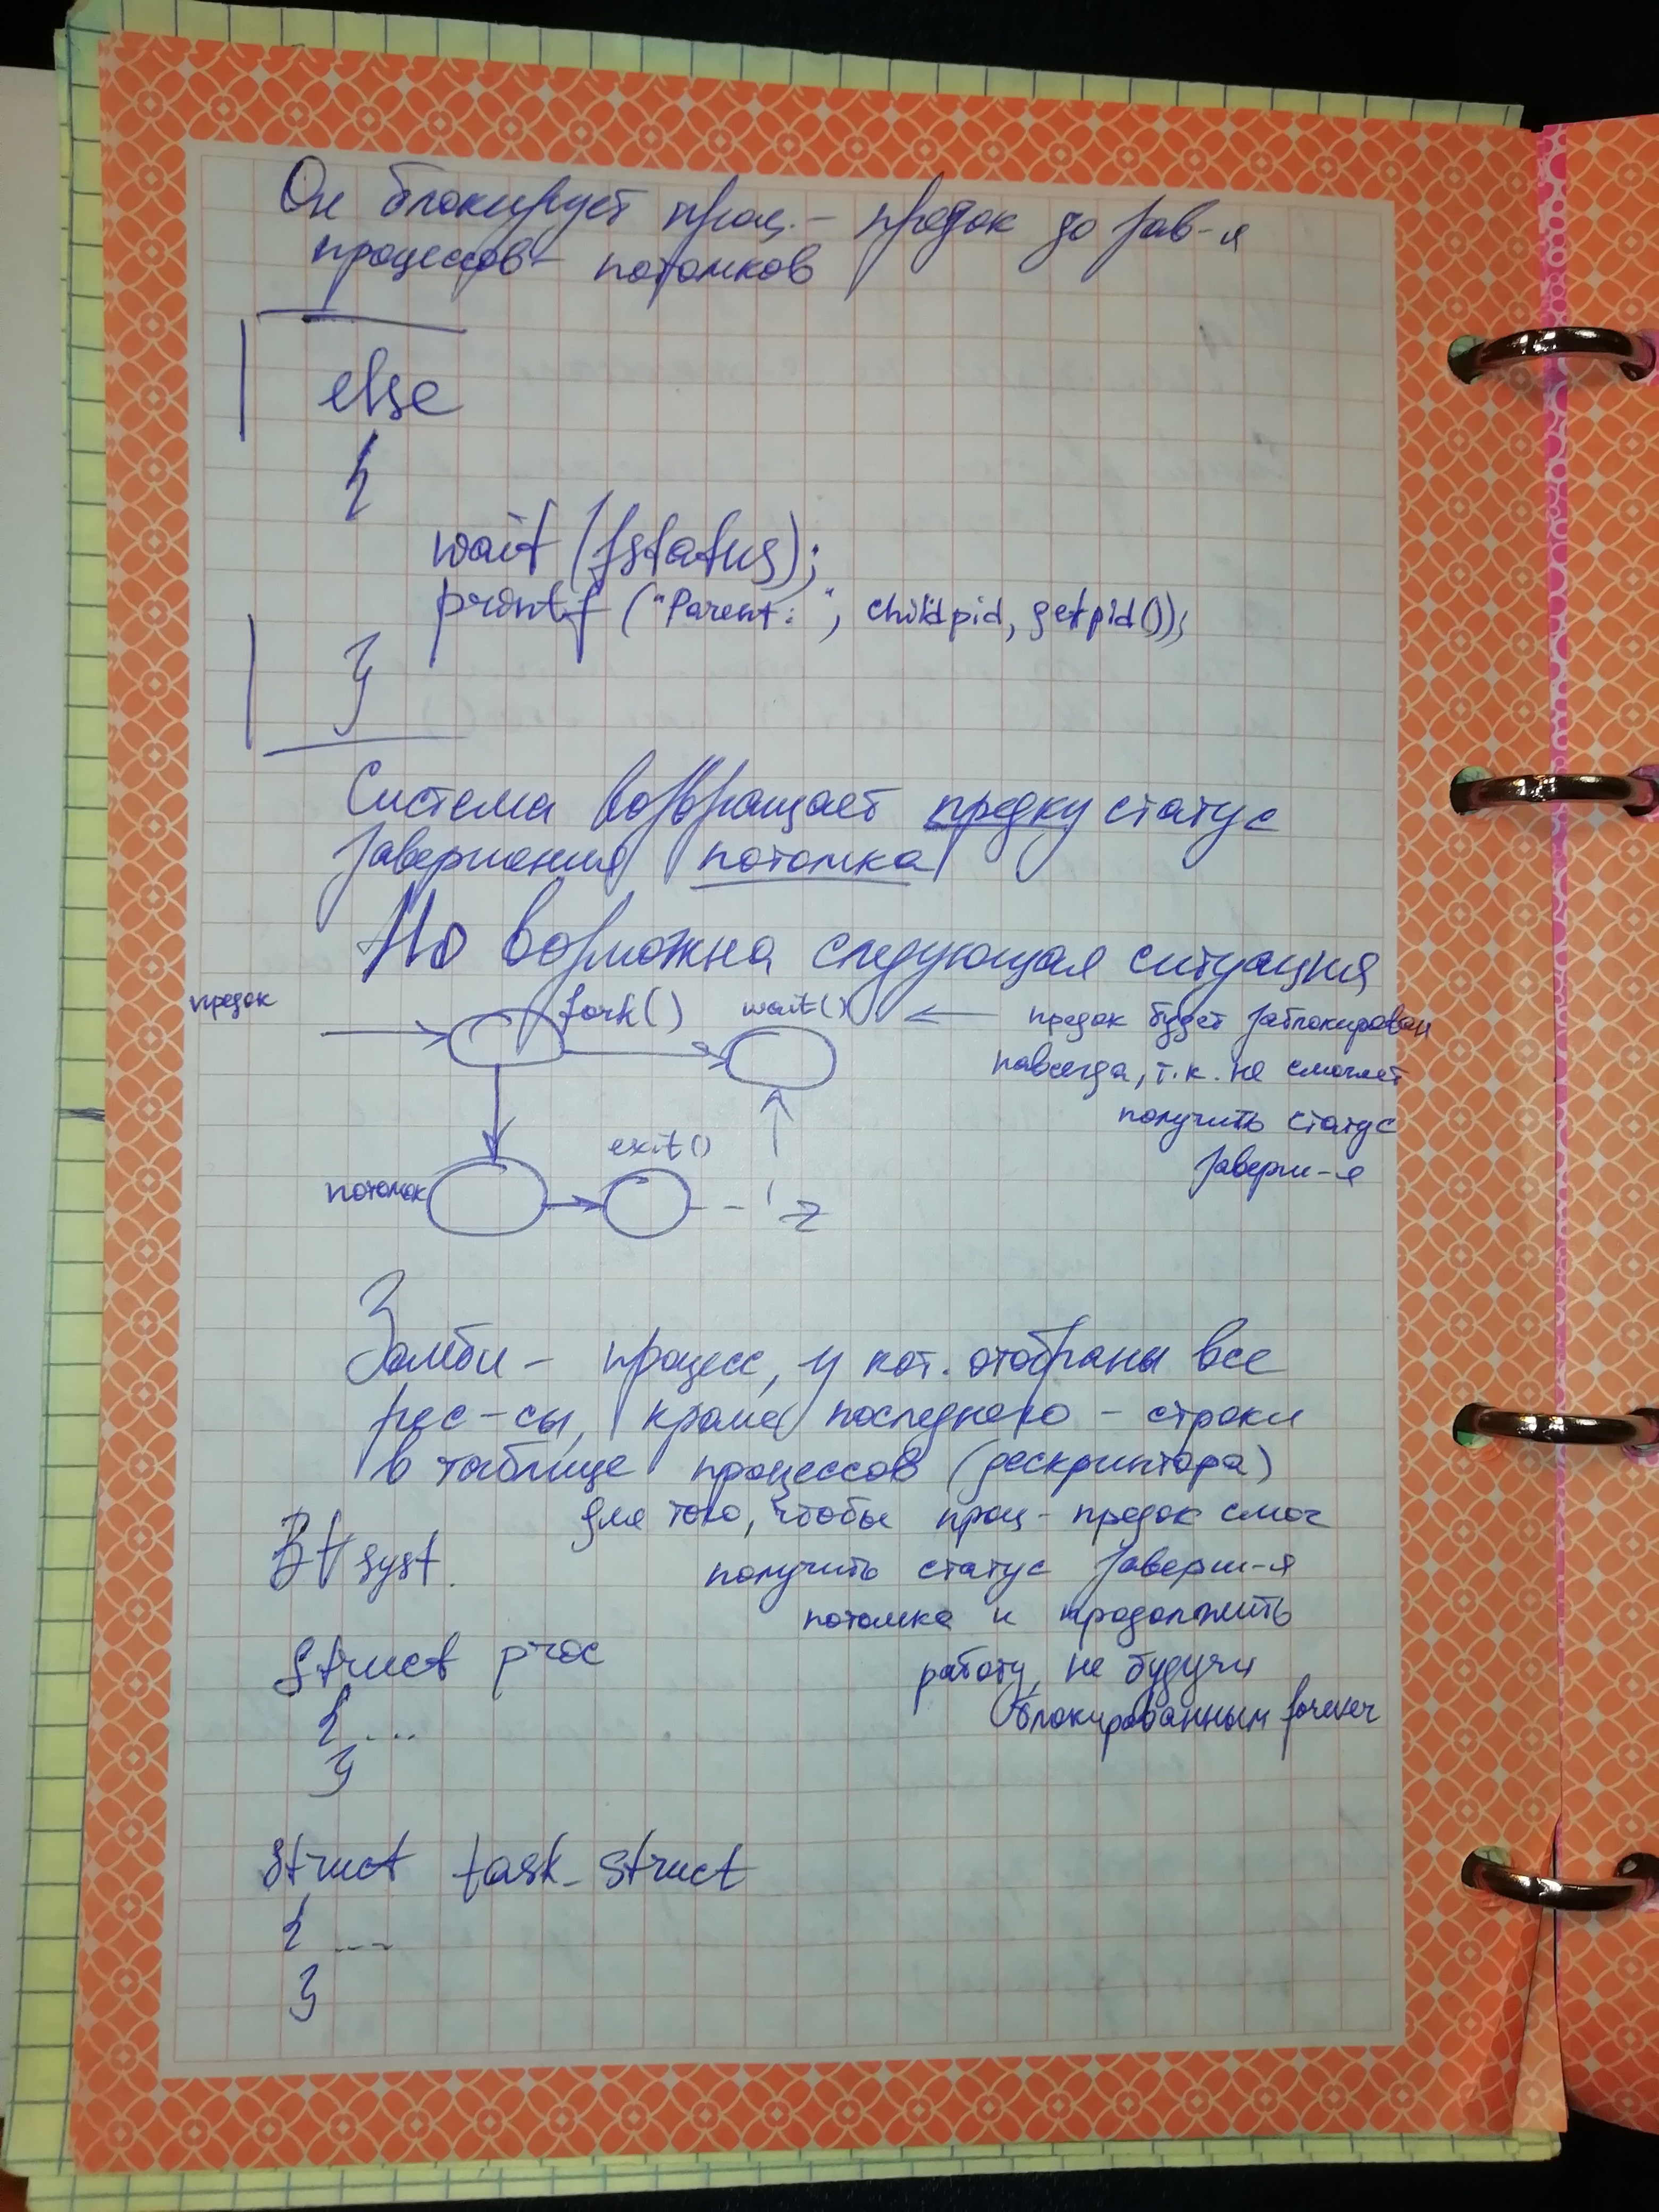 Он блокирует проц.- предок до зав-я
процессов- потомков
else
{
wait (&status);
printf ("Parent: ", childpid, getpid());
}
Система возвращает предку статус
завершения потомка
Но возможна следующая ситуация
предок
fork()
wait()
предок будет заблокирован
навсегда, т.к. не сможет
получить статус
заверш-я
exit()
потомок
Зомби - процесс, у кот. отобраны все
рес-сы, кроме последнего - строки
в таблице процессов (дескриптора)
для того, чтобы проц- предок смог
получить статус заверш-я
потомка и продолжить
работу, не будучи
блокированным forever
В ∀ syst.
struct proc
{ ...
}
struct task_struct
{ ...
}